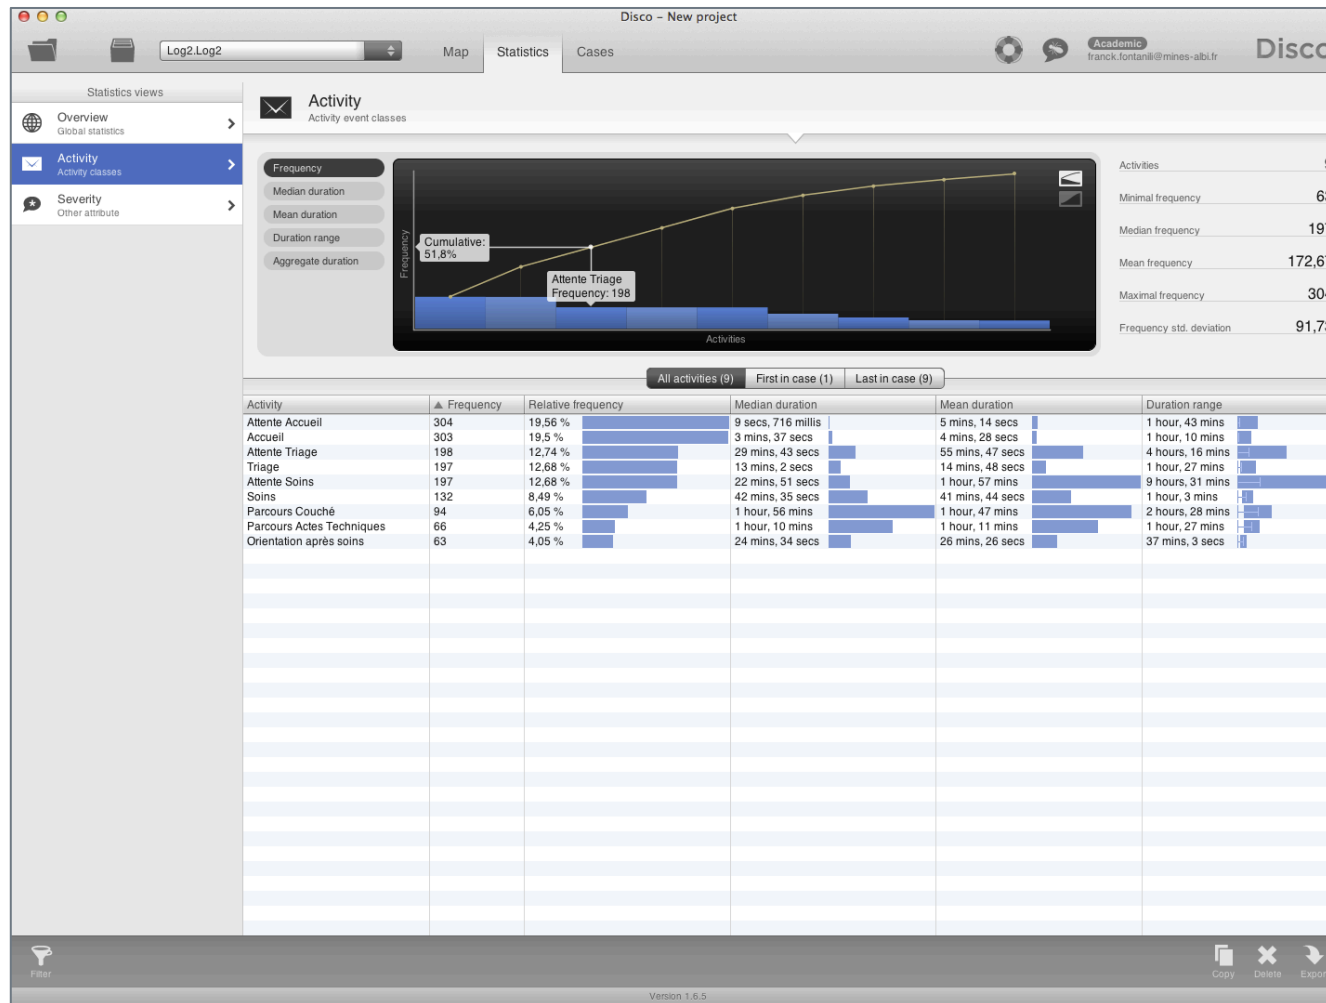 Disco – New project
Log2.Log2
Map
Statistics
Cases
Academic
franck.fontanili@mines-albi.fr
Disco
Statistics views
Overview
Global statistics
Activity
Activity classes
Severity
Other attribute
Activity
Activity event classes
Frequency
Median duration
Mean duration
Duration range
Aggregate duration
Frequency
Cumulative:
51,8%
Attente Triage
Frequency: 198
Activities
Activities
Minimal frequency
Median frequency 197
Mean frequency 172,67
Maximal frequency 304
Frequency std. deviation 91,73
All activities (9) First in case (1) Last in case (9)
Activity Frequency Relative frequency Median duration Mean duration Duration range
Attente Accueil 304 19,56 % 9 secs, 716 millis 5 mins, 14 secs 1 hour, 43 mins
Accueil 303 19,5 % 3 mins, 37 secs 4 mins, 28 secs 1 hour, 10 mins
Attente Triage 198 12,74 % 29 mins, 43 secs 55 mins, 47 secs 4 hours, 16 mins
Triage 197 12,68 % 13 mins, 2 secs 14 mins, 48 secs 1 hour, 27 mins
Attente Soins 197 12,68 % 22 mins, 51 secs 1 hour, 57 mins 9 hours, 31 mins
Soins 132 8,49 % 42 mins, 35 secs 41 mins, 44 secs 1 hour, 3 mins
Parcours Couché 94 6,05 % 1 hour, 56 mins 1 hour, 47 mins 2 hours, 28 mins
Parcours Actes Techniques 66 4,25 % 1 hour, 10 mins 1 hour, 11 mins 1 hour, 27 mins
Orientation après soins 63 4,05 % 24 mins, 34 secs 26 mins, 26 secs 37 mins, 3 secs
Filter
Copy Delete Export
Version 1.6.5